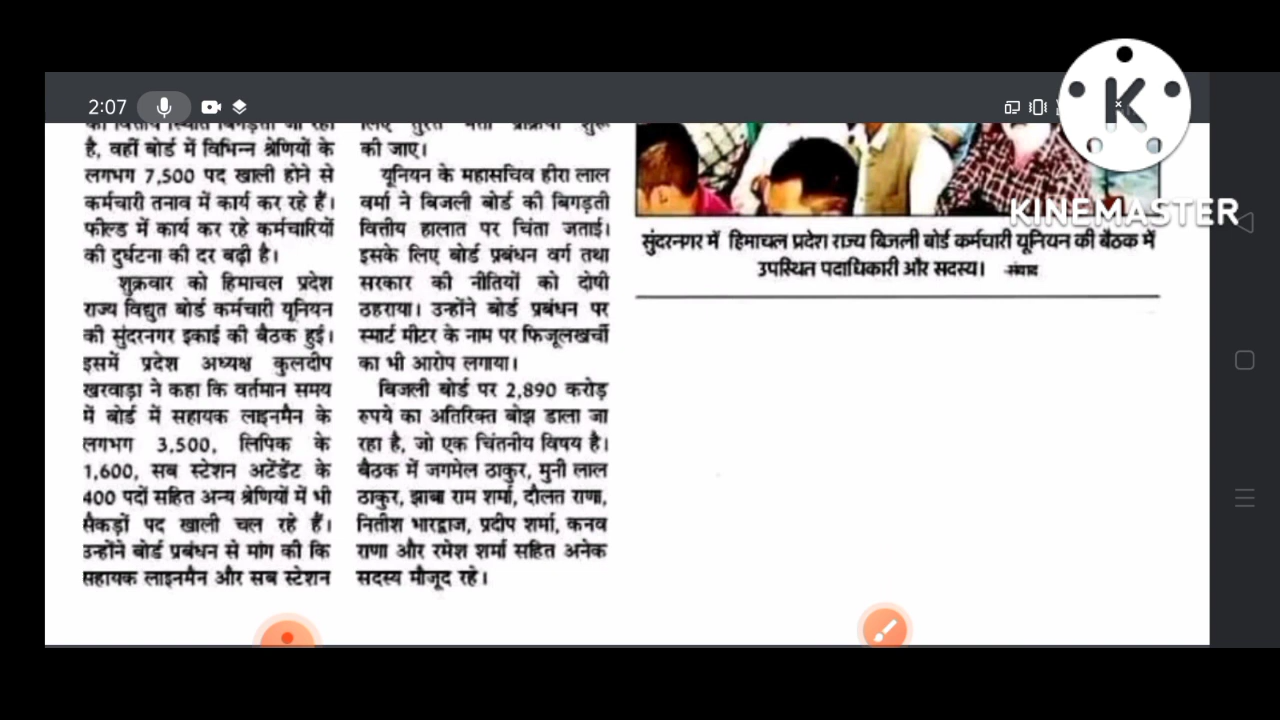 2:07
KINEMASTER
है, वहीं बोर्ड में विभिन्न श्रेणियों के
लगभग 7,500 पद खाली होने से
कर्मचारी तनाव में कार्य कर रहे हैं।
फील्ड में कार्य कर रहे कर्मचारियों
की दुर्घटना की दर बढ़ी है।
शुक्रवार को हिमाचल प्रदेश
राज्य विद्युत बोर्ड कर्मचारी यूनियन
की सुंदरनगर इकाई की बैठक हुई।
इसमें प्रदेश अध्यक्ष कुलदीप
खरवाड़ा ने कहा कि वर्तमान समय
में बोर्ड में सहायक लाइनमैन के
लगभग 3,500, लिपिक के
1,600, सब स्टेशन अटेंडेंट के
400 पदों सहित अन्य श्रेणियों में भी
सैकड़ों पद खाली चल रहे हैं।
उन्होंने बोर्ड प्रबंधन से मांग की कि
सहायक लाइनमैन और सब स्टेशन
लिए तुरंत भर्ती प्रक्रिया शुरू
की जाए।
यूनियन के महासचिव हीरा लाल
वर्मा ने बिजली बोर्ड की बिगड़ती
वित्तीय हालात पर चिंता जताई।
इसके लिए बोर्ड प्रबंधन वर्ग तथा
सरकार की नीतियों को दोषी
ठहराया। उन्होंने बोर्ड प्रबंधन पर
स्मार्ट मीटर के नाम पर फिजूलखर्ची
का भी आरोप लगाया।
बिजली बोर्ड पर 2,890 करोड़
रुपये का अतिरिक्त बोझ डाला जा
रहा है, जो एक चिंतनीय विषय है।
बैठक में जगमेल ठाकुर, मुनी लाल
ठाकुर, झाबा राम शर्मा, दौलत राणा,
नितीश भारद्वाज, प्रदीप शर्मा, कनव
राणा और रमेश शर्मा सहित अनेक
सदस्य मौजूद रहे।
सुंदरनगर में हिमाचल प्रदेश राज्य बिजली बोर्ड कर्मचारी यूनियन की बैठक में
उपस्थित पदाधिकारी और सदस्य। संवाद